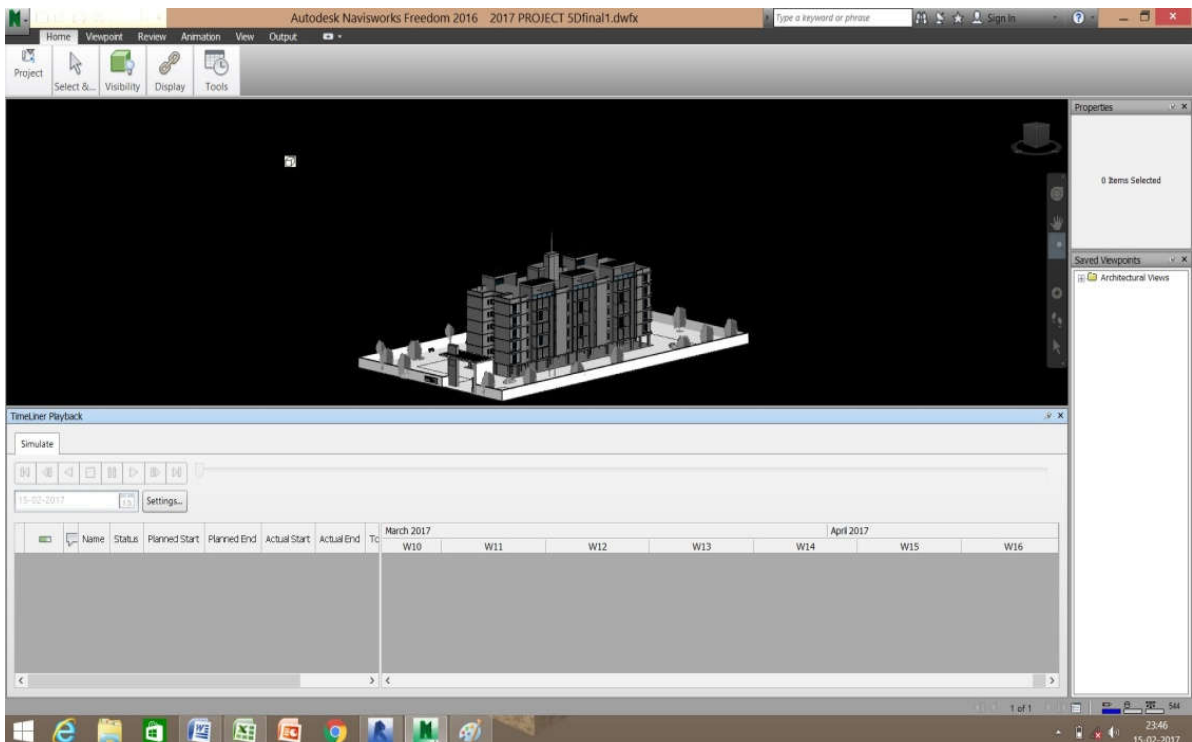 Autodesk Navisworks Freedom 2016 2017 PROJECT 5Dfinal1.dwfx
Type a keyword or phrase
Sign In
Home Viewpoint Review Animation View Output
Project
Select &... Visibility Display Tools
Properties
0 Items Selected
Saved Viewpoints
Architectural Views
TimeLiner Playback
Simulate
15-02-2017
Settings...
Name Status Planned Start Planned End Actual Start Actual End
March 2017 April 2017
W10 W11 W12 W13 W14 W15 W16
1 of 1
544
23:46
15-02-2017